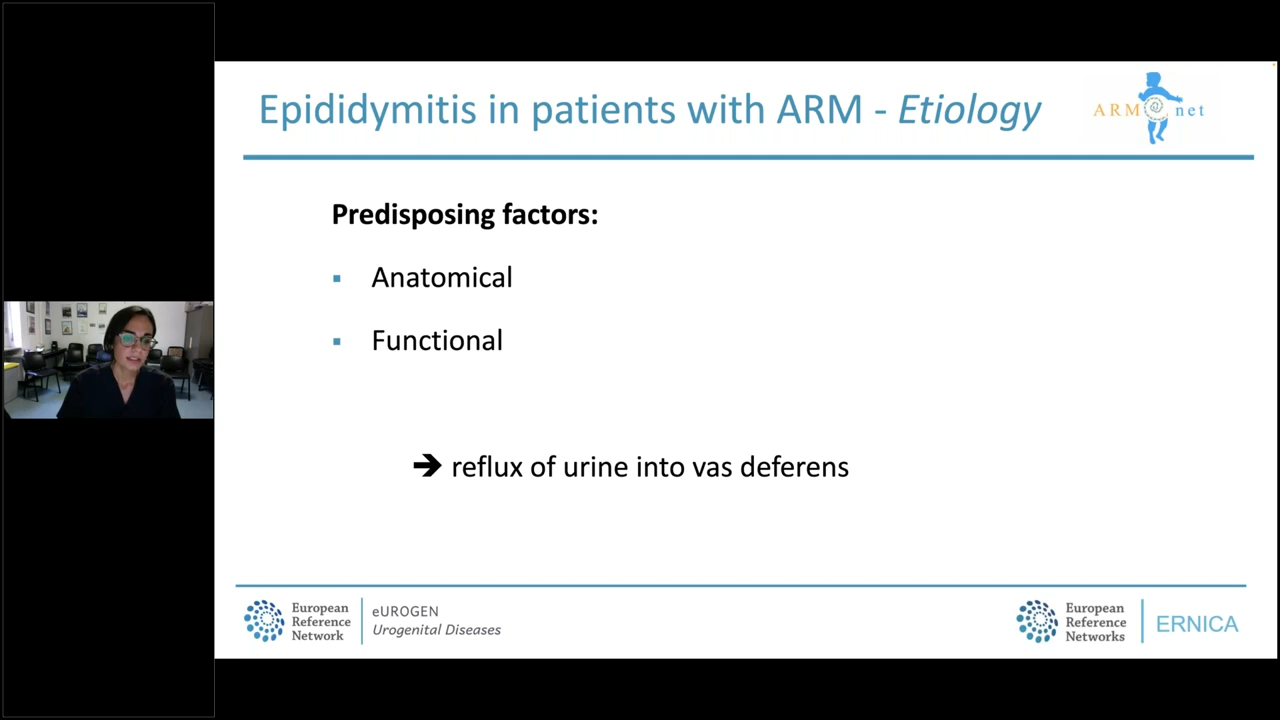 Epididymitis in patients with ARM - Etiology
ARM net
Predisposing factors:
▪ Anatomical
▪ Functional
➔ reflux of urine into vas deferens
European
Reference
Network
eUROGEN
Urogenital Diseases
European
Reference
Networks
ERNICA